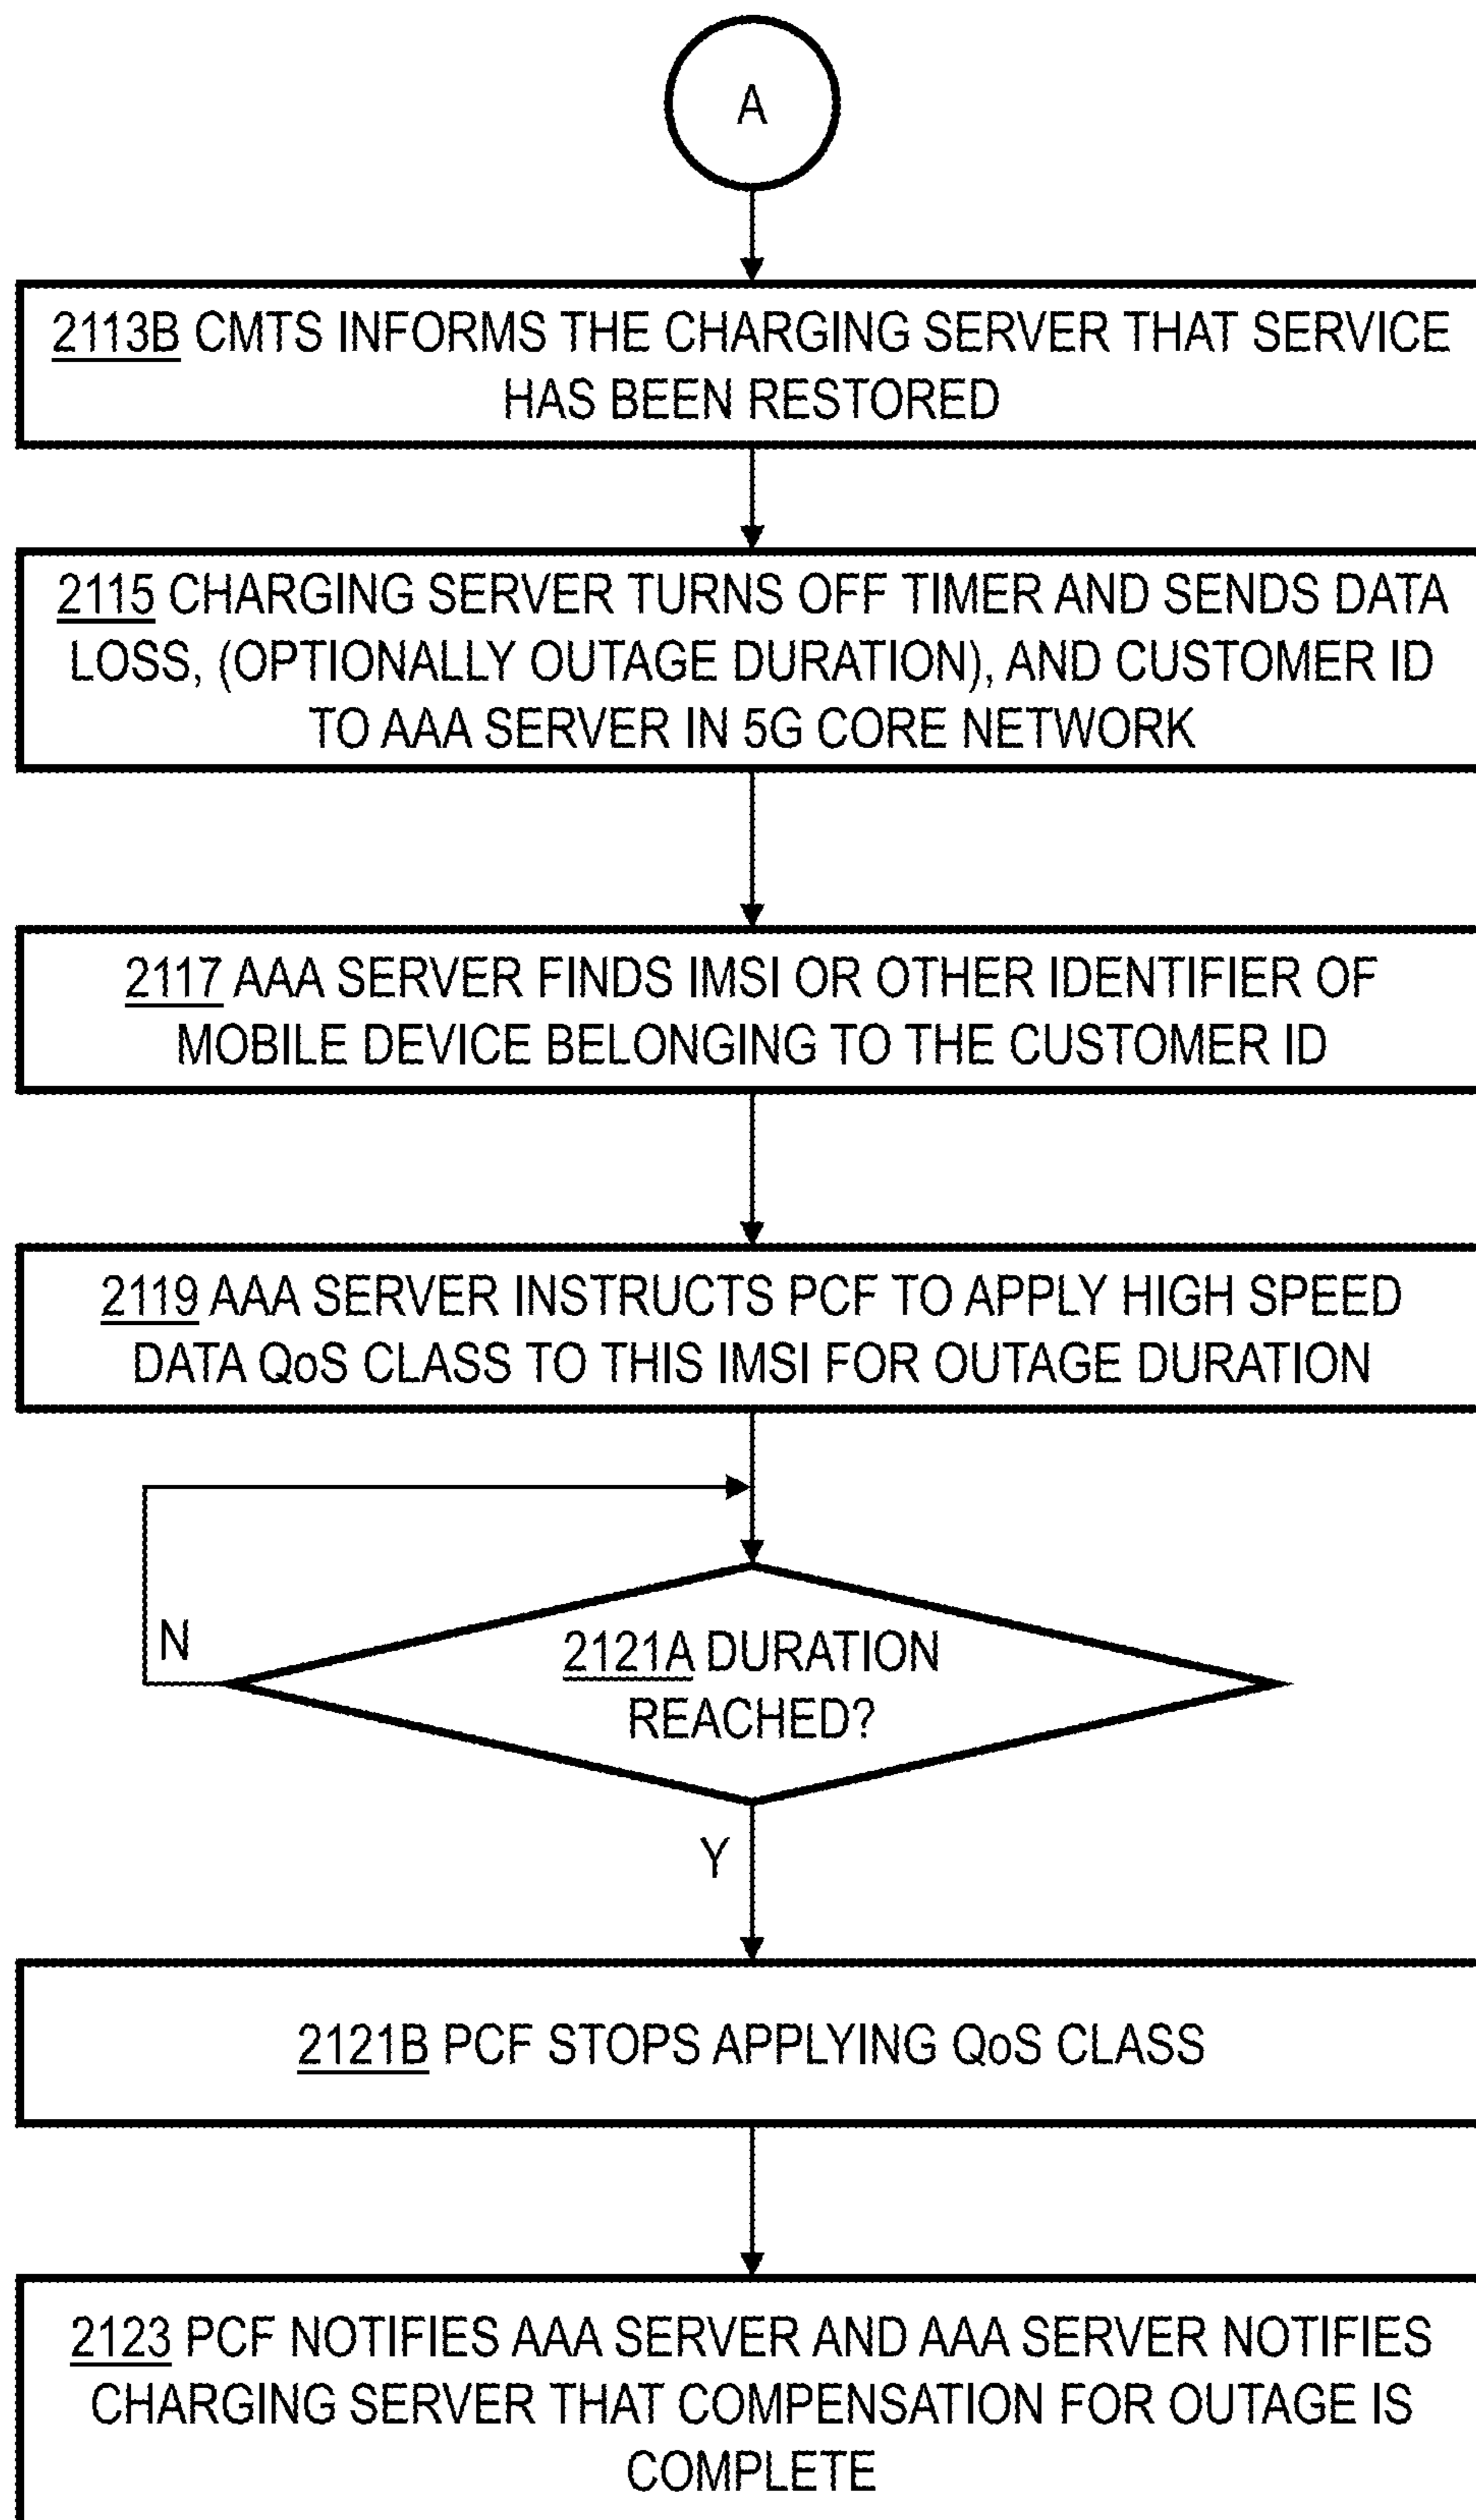 A
2113B CMTS INFORMS THE CHARGING SERVER THAT SERVICE
HAS BEEN RESTORED
2115 CHARGING SERVER TURNS OFF TIMER AND SENDS DATA
LOSS, (OPTIONALLY OUTAGE DURATION), AND CUSTOMER ID
TO AAA SERVER IN 5G CORE NETWORK
2117 AAA SERVER FINDS IMSI OR OTHER IDENTIFIER OF
MOBILE DEVICE BELONGING TO THE CUSTOMER ID
2119 AAA SERVER INSTRUCTS PCF TO APPLY HIGH SPEED
DATA QoS CLASS TO THIS IMSI FOR OUTAGE DURATION
N
2121A DURATION
REACHED?
Y
2121B PCF STOPS APPLYING QoS CLASS
2123 PCF NOTIFIES AAA SERVER AND AAA SERVER NOTIFIES
CHARGING SERVER THAT COMPENSATION FOR OUTAGE IS
COMPLETE